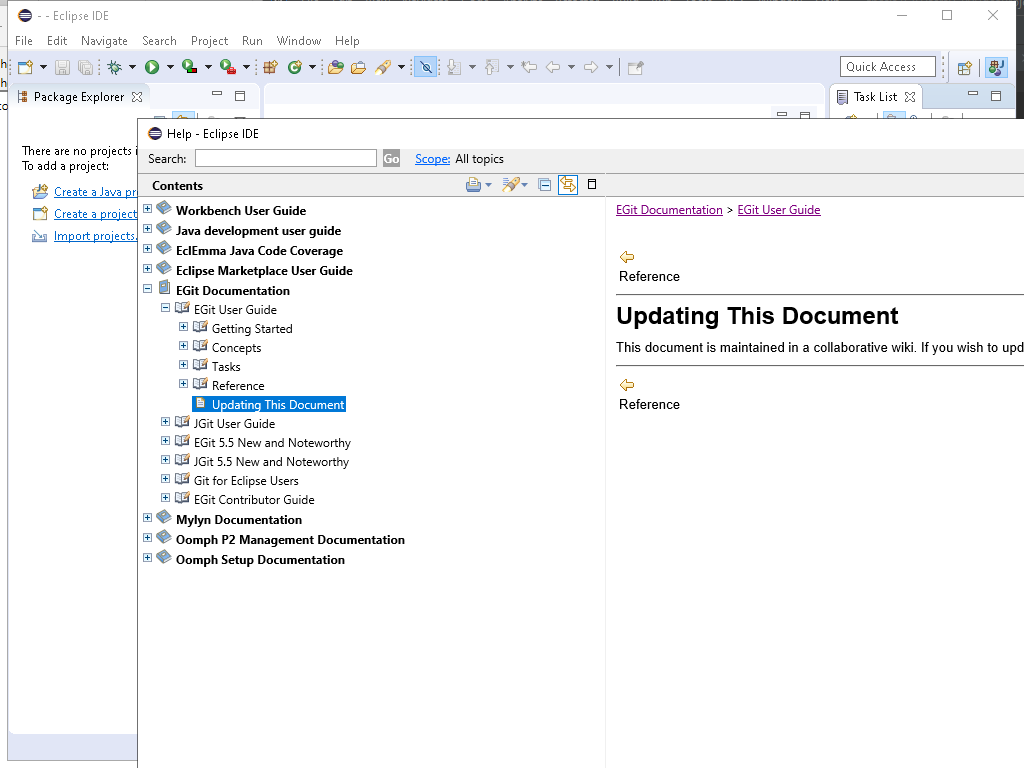 - - Eclipse IDE
File Edit Navigate Search Project Run Window Help
Quick Access
Package Explorer
Task List
There are no projects i
To add a project:
Create a Java pr
Create a project
Import projects.
Help - Eclipse IDE
Search: Go Scope: All topics
Contents
Workbench User Guide
Java development user guide
EclEmma Java Code Coverage
Eclipse Marketplace User Guide
EGit Documentation
EGit User Guide
Getting Started
Concepts
Tasks
Reference
Updating This Document
JGit User Guide
EGit 5.5 New and Noteworthy
JGit 5.5 New and Noteworthy
Git for Eclipse Users
EGit Contributor Guide
Mylyn Documentation
Oomph P2 Management Documentation
Oomph Setup Documentation
EGit Documentation > EGit User Guide
Reference
Updating This Document
This document is maintained in a collaborative wiki. If you wish to upd
Reference